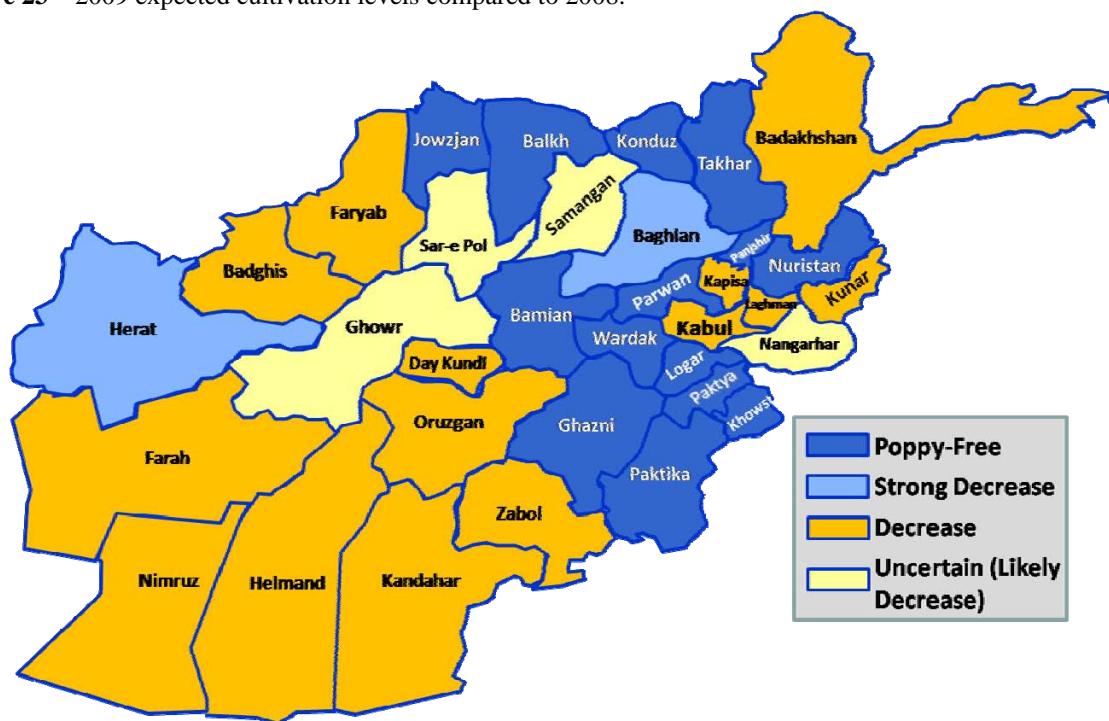 2009 expected cultivation levels compared to 2008.
Badakhshan
Jowzjan
Balkh
Konduz
Takhar
Faryab
Samangan
Sar-e Pol
Baghlan
Panjshir
Nuristan
Badghis
Kapisa
Kunar
Parwan
Laghman
Herat
Ghowr
Bamian
Kabul
Wardak
Nangarhar
Day Kundi
Logar
Paktya
Khowst
Oruzgan
Ghazni
Farah
Paktika
Zabol
Nimruz
Helmand
Kandahar
Poppy-Free
Strong Decrease
Decrease
Uncertain (Likely
Decrease)